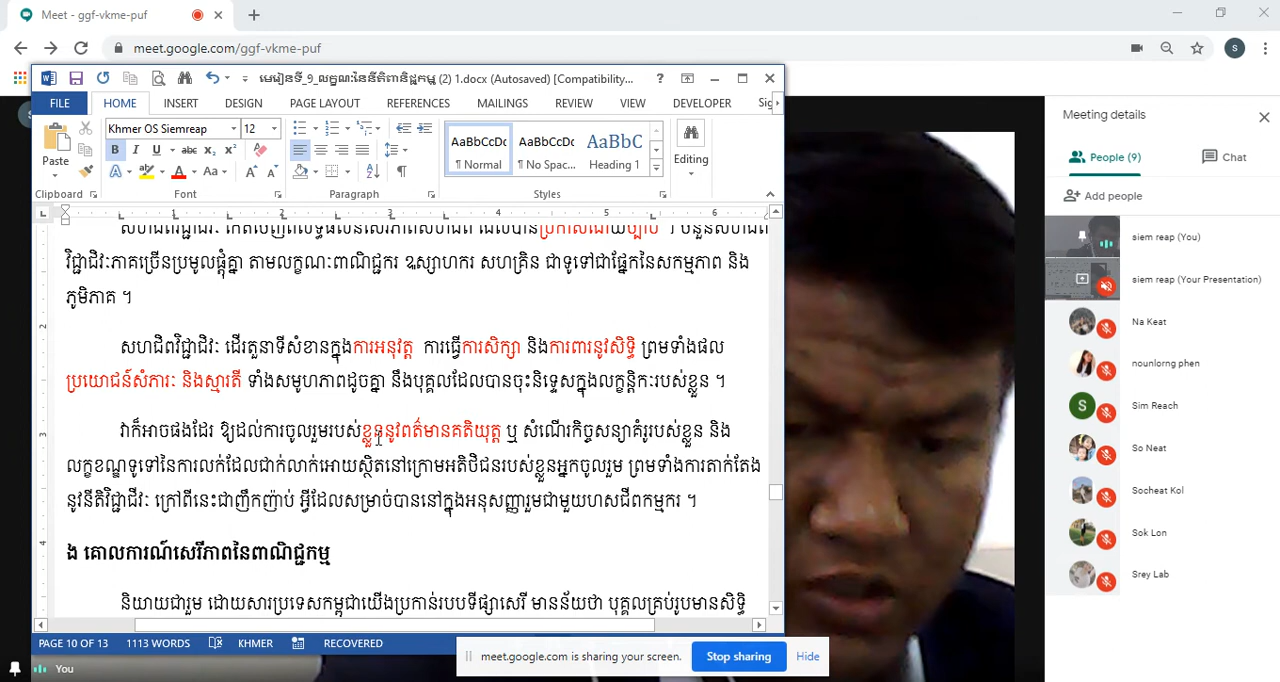 Meet - ggf-vkme-puf
meet.google.com/ggf-vkme-puf
S
មេរៀនទី_9_លក្ខណៈនៃនីតិពាណិជ្ជកម្ម (2) 1.docx (Autosaved) [Compatibility...
FILE HOME INSERT DESIGN PAGE LAYOUT REFERENCES MAILINGS REVIEW VIEW DEVELOPER Sig
Khmer OS Siemreap 12
Paste
AaBbCcDc AaBbCcDc AaBbC
¶ Normal ¶ No Spac... Heading 1
Editing
Clipboard Font Paragraph Styles
វិជ្ជាជីវៈភាគច្រើនប្រមូលផ្តុំគ្នា តាមលក្ខណៈពាណិជ្ជករ ឩស្សាហករ សហគ្រិន ជាទូទៅជាផ្នែកនៃសកម្មភាព និង
ភូមិភាគ ។
សហជិពវិជ្ជាជីវៈ ដើរតួនាទីសំខានក្នុងការអនុវត្ត ការធ្វើការសិក្សា និងការពារនូវសិទ្ធិ ព្រមទាំងផល
ប្រយោជន៍សំភារៈ និងស្មារតី ទាំងសមូហភាពដូចគ្នា នឹងបុគ្គលដែលបានចុះនិទ្ទេសក្នុងលក្ខន្តិកៈរបស់ខ្លួន ។
វាក៏អាចផងដែរ ឱ្យដល់ការចូលរួមរបស់ខ្លួននូវពត៌មានគតិយុត្ត ឬ សំណើរកិច្ចសន្យាគំរូរបស់ខ្លួន និង
លក្ខខណ្ឌទូទៅនៃការលក់ដែលជាក់លាក់អោយស្ថិតនៅក្រោមអតិថិជនរបស់ខ្លួនអ្នកចូលរួម ព្រមទាំងការតាក់តែង
នូវនីតិវិជ្ជាជីវៈ ក្រៅពីនេះជាញឹកញ៉ាប់ អ្វីដែលសម្រាច់បាននៅក្នុងអនុសញ្ញារួមជាមួយហសជីពកម្មករ ។
ង គោលការណ៍សេរីភាពនៃពាណិជ្ជកម្ម
និយាយជារួម ដោយសារប្រទេសកម្ពុជាយើងប្រកាន់របបទីផ្សាសេរី មានន័យថា បុគ្គលគ្រប់រូបមានសិទ្ធិ
PAGE 10 OF 13 1113 WORDS KHMER RECOVERED
meet.google.com is sharing your screen. Stop sharing Hide
You
Meeting details
People (9) Chat
Add people
siem reap (You)
siem reap (Your Presentation)
Na Keat
nounlorng phen
S Sim Reach
So Neat
Socheat Kol
Sok Lon
Srey Lab